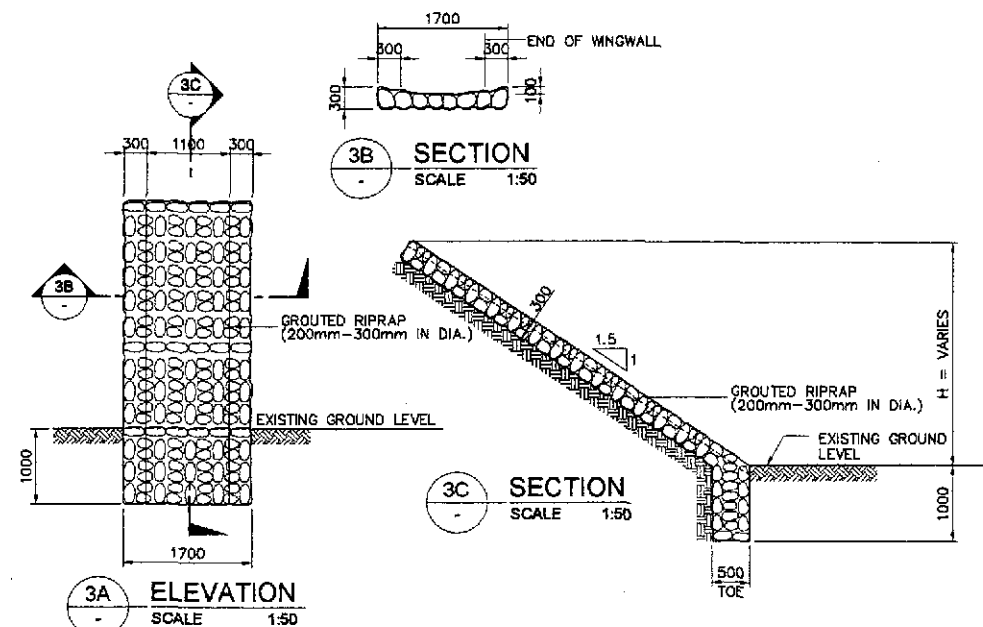 1700
END OF WINGWALL
300
300
300
100
3B
-
SECTION
SCALE 1:50
3C
-
300
1100
300
3B
-
GROUTED RIPRAP
(200mm-300mm IN DIA.)
EXISTING GROUND LEVEL
1000
1700
3A
-
ELEVATION
SCALE 1:50
300
1.5
1
GROUTED RIPRAP
(200mm-300mm IN DIA.)
H = VARIES
EXISTING GROUND
LEVEL
1000
500
TOE
3C
-
SECTION
SCALE 1:50